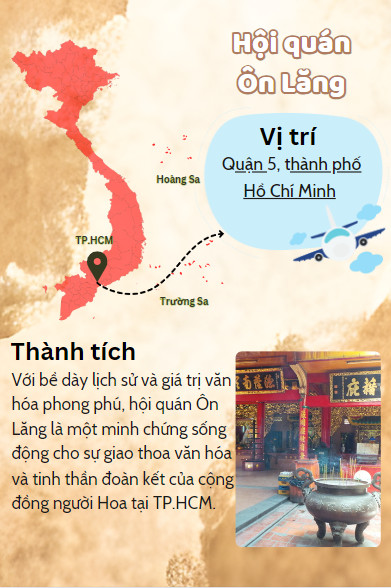 Hội quán
Ôn Lăng
Vị trí
Quận 5, thành phố
Hồ Chí Minh
Hoàng Sa
TP.HCM
Trường Sa
Thành tích
Với bề dày lịch sử và giá trị văn
hóa phong phú, hội quán Ôn
Lăng là một minh chứng sống
động cho sự giao thoa văn hóa
và tinh thần đoàn kết của cộng
đồng người Hoa tại TP.HCM.